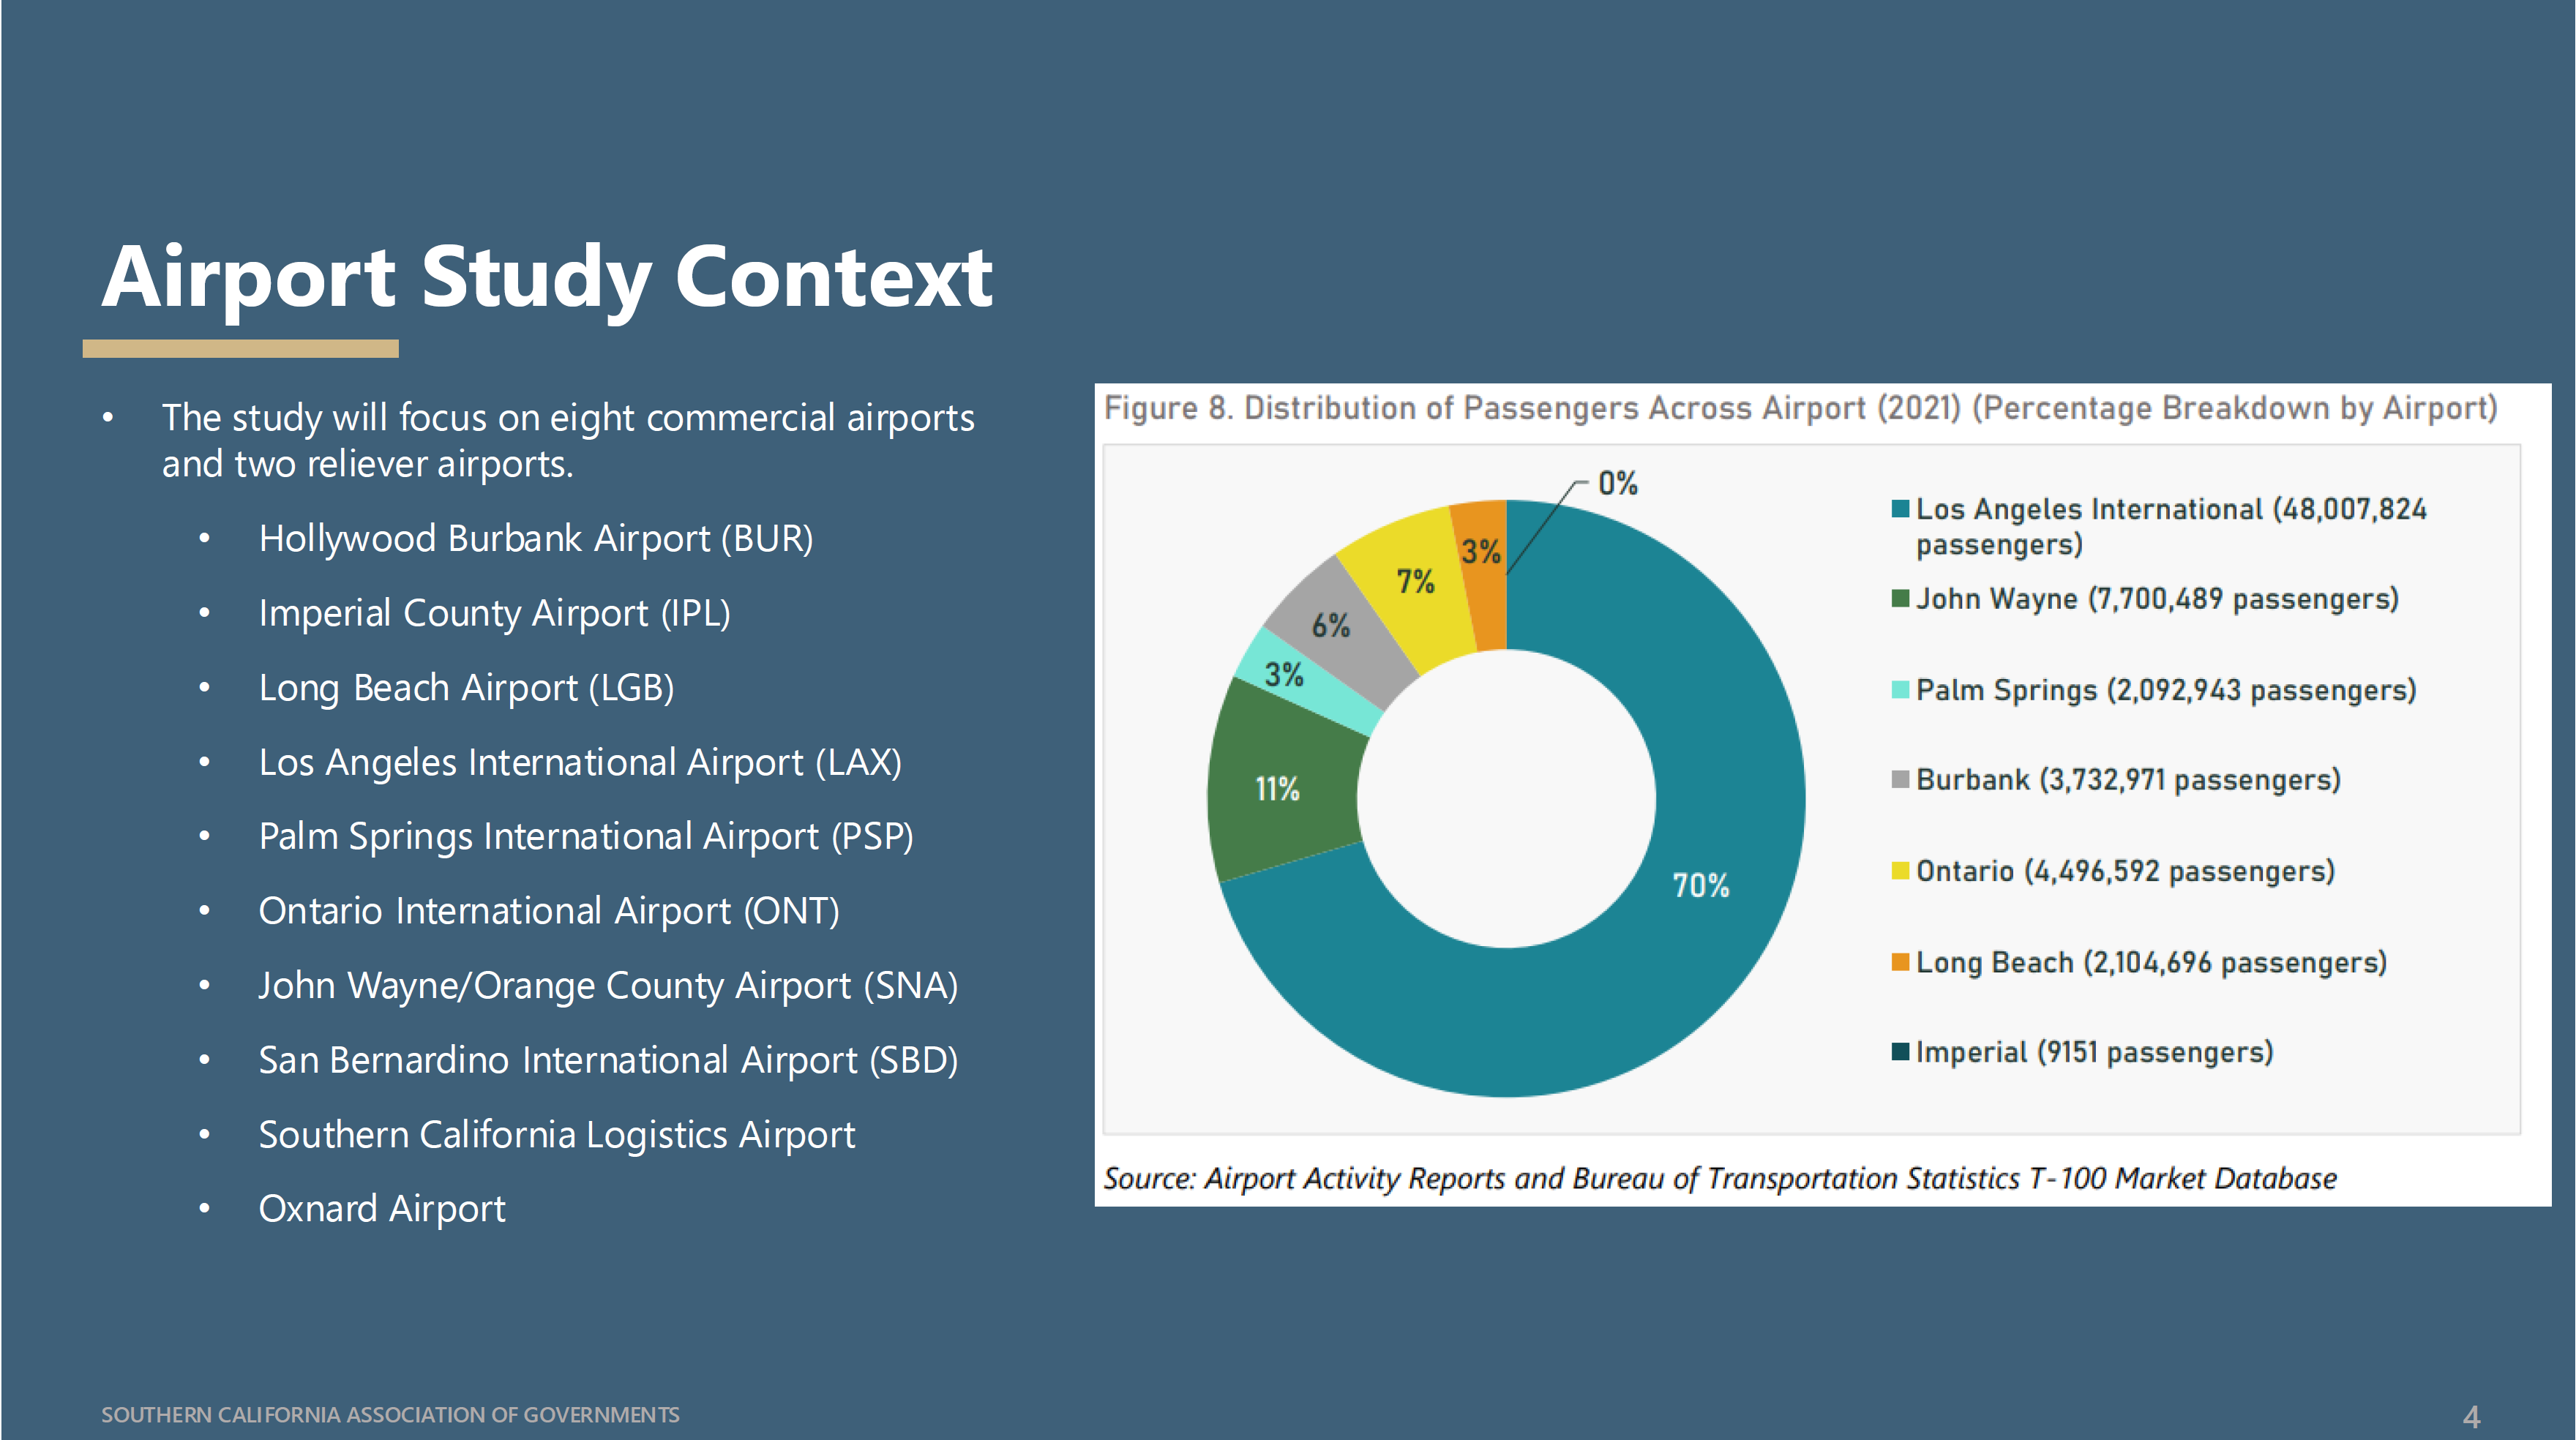 Airport Study Context
• The study will focus on eight commercial airports
and two reliever airports.
• Hollywood Burbank Airport (BUR)
• Imperial County Airport (IPL)
• Long Beach Airport (LGB)
• Los Angeles International Airport (LAX)
• Palm Springs International Airport (PSP)
• Ontario International Airport (ONT)
• John Wayne/Orange County Airport (SNA)
• San Bernardino International Airport (SBD)
• Southern California Logistics Airport
• Oxnard Airport
Figure 8. Distribution of Passengers Across Airport (2021) (Percentage Breakdown by Airport)
0%
3%
7%
6%
3%
11%
70%
Los Angeles International (48,007,824
passengers)
John Wayne (7,700,489 passengers)
Palm Springs (2,092,943 passengers)
Burbank (3,732,971 passengers)
Ontario (4,496,592 passengers)
Long Beach (2,104,696 passengers)
Imperial (9151 passengers)
Source: Airport Activity Reports and Bureau of Transportation Statistics T-100 Market Database
SOUTHERN CALIFORNIA ASSOCIATION OF GOVERNMENTS
4